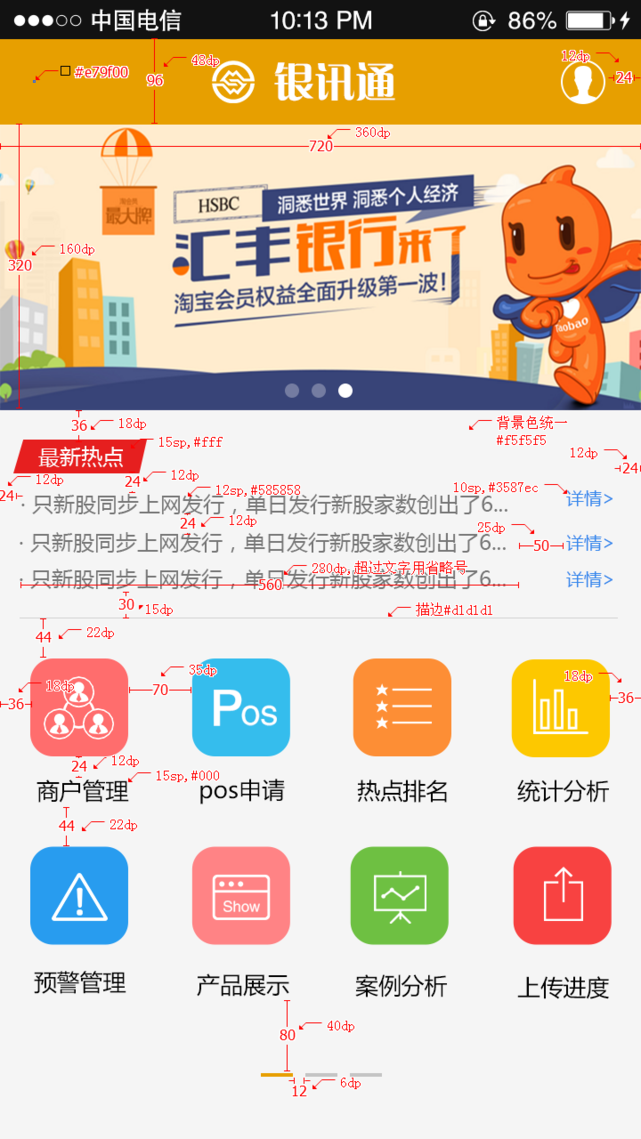 中国电信 10:13 PM 86%
#e79f00
96
48dp
银讯通
12dp
24
720
360dp
320
160dp
淘会员
最大牌
HSBC
洞悉世界 洞悉个人经济
汇丰银行来了
淘宝会员权益全面升级第一波!
Taobao
36
18dp
背景色统一
#f5f5f5
最新热点
15sp,#fff
12dp
24
12dp
24
12dp
24
· 只新股同步上网发行,单日发行新股家数创出了6...
12sp,#585858
10sp,#3587ec
详情>
24
12dp
25dp
· 只新股同步上网发行,单日发行新股家数创出了6...
50
详情>
280dp,超过文字用省略号
· 只新股同步上网发行,单日发行新股家数创出了6...
560
详情>
30
15dp
描边#d1d1d1
44
22dp
36
18dp
70
35dp
18dp
36
Pos
24
12dp
15sp,#000
商户管理
pos申请
热点排名
统计分析
44
22dp
Show
预警管理
产品展示
案例分析
上传进度
80
40dp
12
6dp